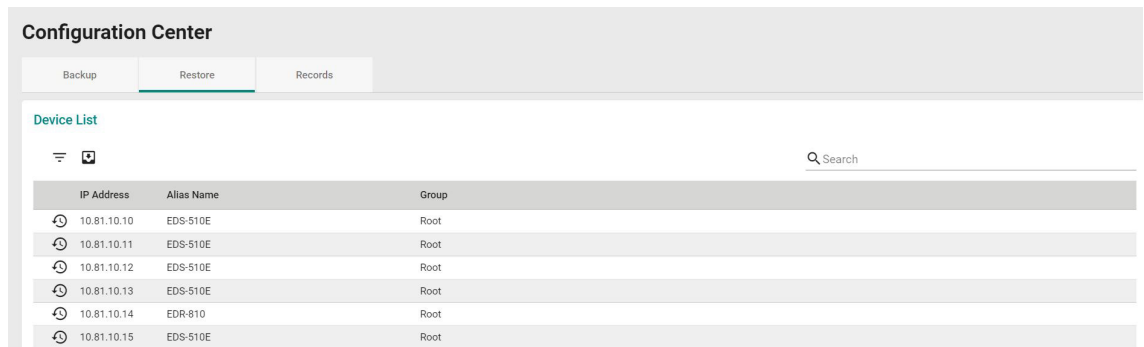 Configuration Center
Backup Restore Records
Device List
Search
IP Address Alias Name Group
10.81.10.10 EDS-510E Root
10.81.10.11 EDS-510E Root
10.81.10.12 EDS-510E Root
10.81.10.13 EDS-510E Root
10.81.10.14 EDR-810 Root
10.81.10.15 EDS-510E Root